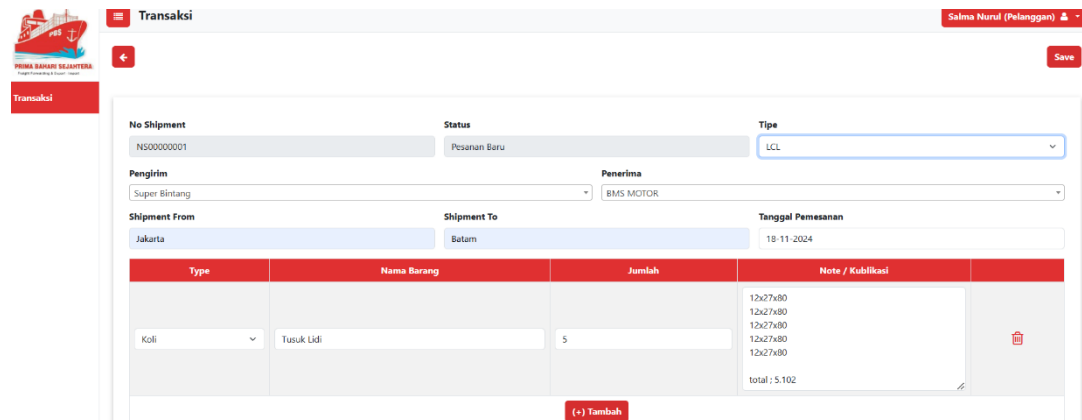 PBS
PRIMA BAHARI SEJAHTERA
Transaksi
Transaksi
Salma Nurul (Pelanggan)
Save
No Shipment
Status
Tipe
NS00000001
Pesanan Baru
LCL
Pengirim
Penerima
Super Bintang
BMS MOTOR
Shipment From
Shipment To
Tanggal Pemesanan
Jakarta
Batam
18-11-2024
Type
Nama Barang
Jumlah
Note / Kublikasi
Koli
Tusuk Lidi
5
12x27x80
12x27x80
12x27x80
12x27x80
12x27x80
total ; 5.102
(+) Tambah